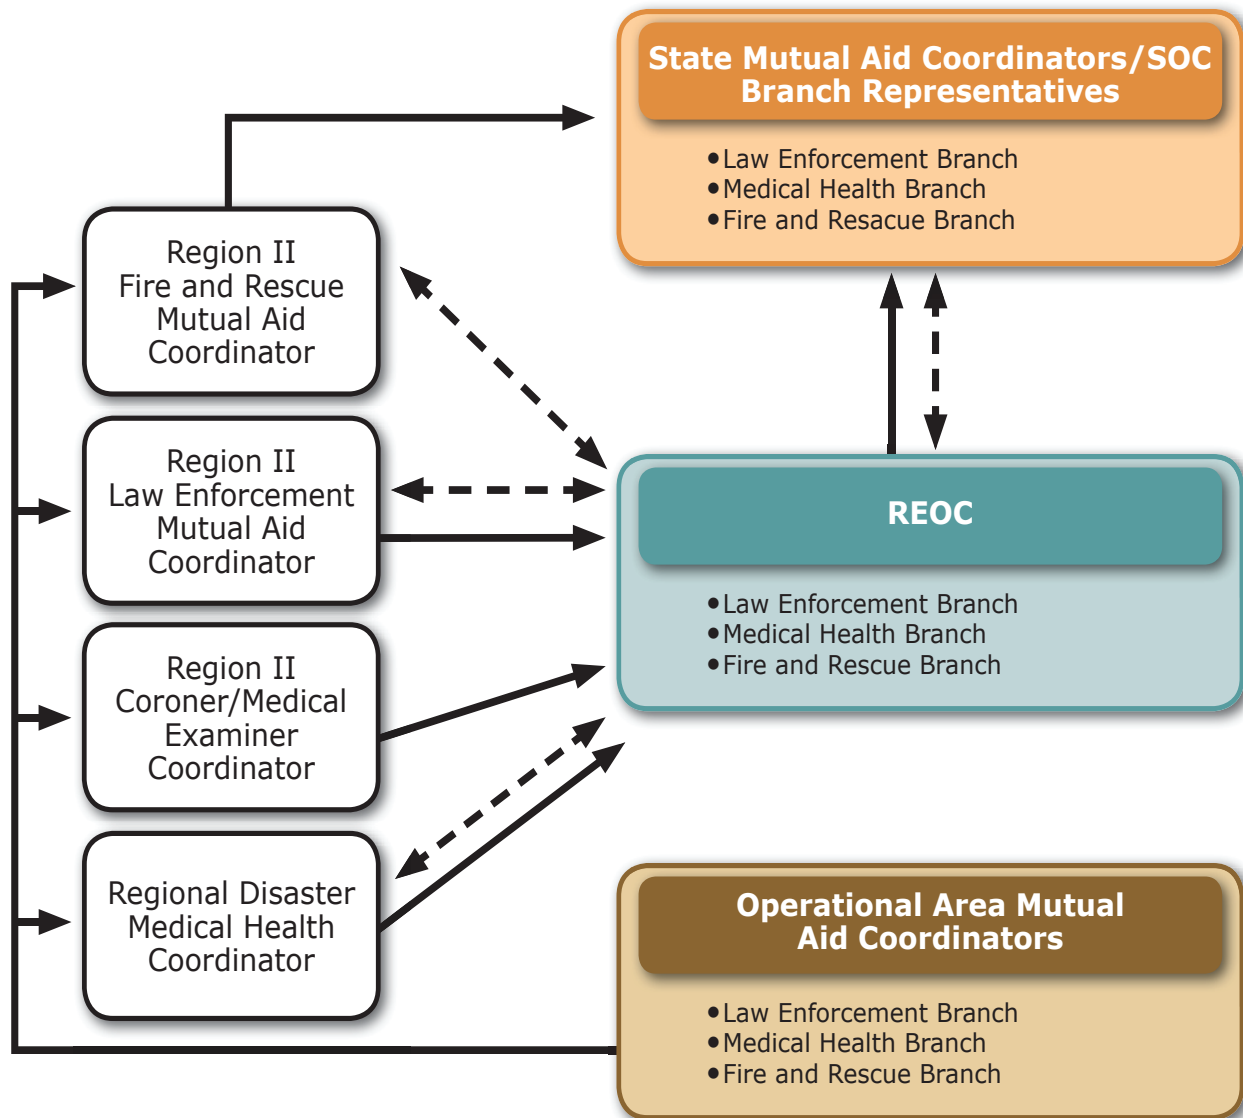 State Mutual Aid Coordinators/SOC
Branch Representatives
•Law Enforcement Branch
•Medical Health Branch
•Fire and Resacue Branch
Region II
Fire and Rescue
Mutual Aid
Coordinator
Region II
Law Enforcement
Mutual Aid
Coordinator
REOC
•Law Enforcement Branch
•Medical Health Branch
•Fire and Rescue Branch
Region II
Coroner/Medical
Examiner
Coordinator
Regional Disaster
Medical Health
Coordinator
Operational Area Mutual
Aid Coordinators
•Law Enforcement Branch
•Medical Health Branch
•Fire and Rescue Branch